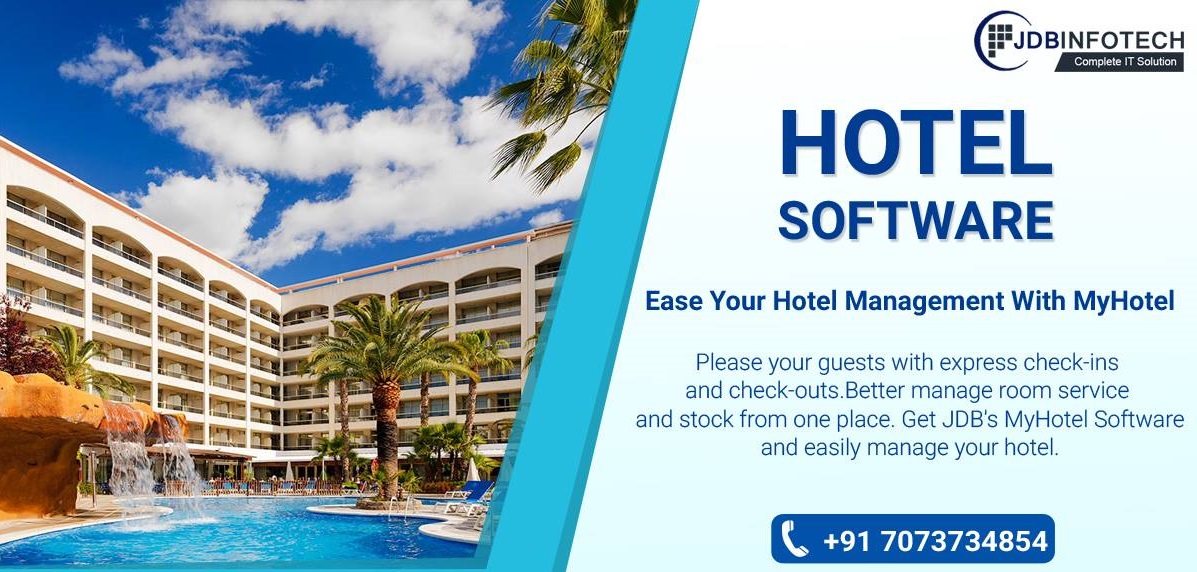 JDBINFOTECH
Complete IT Solution
HOTEL
SOFTWARE
Ease Your Hotel Management With MyHotel
Please your guests with express check-ins
and check-outs.Better manage room service
and stock from one place. Get JDB's MyHotel Software
and easily manage your hotel.
+91 7073734854